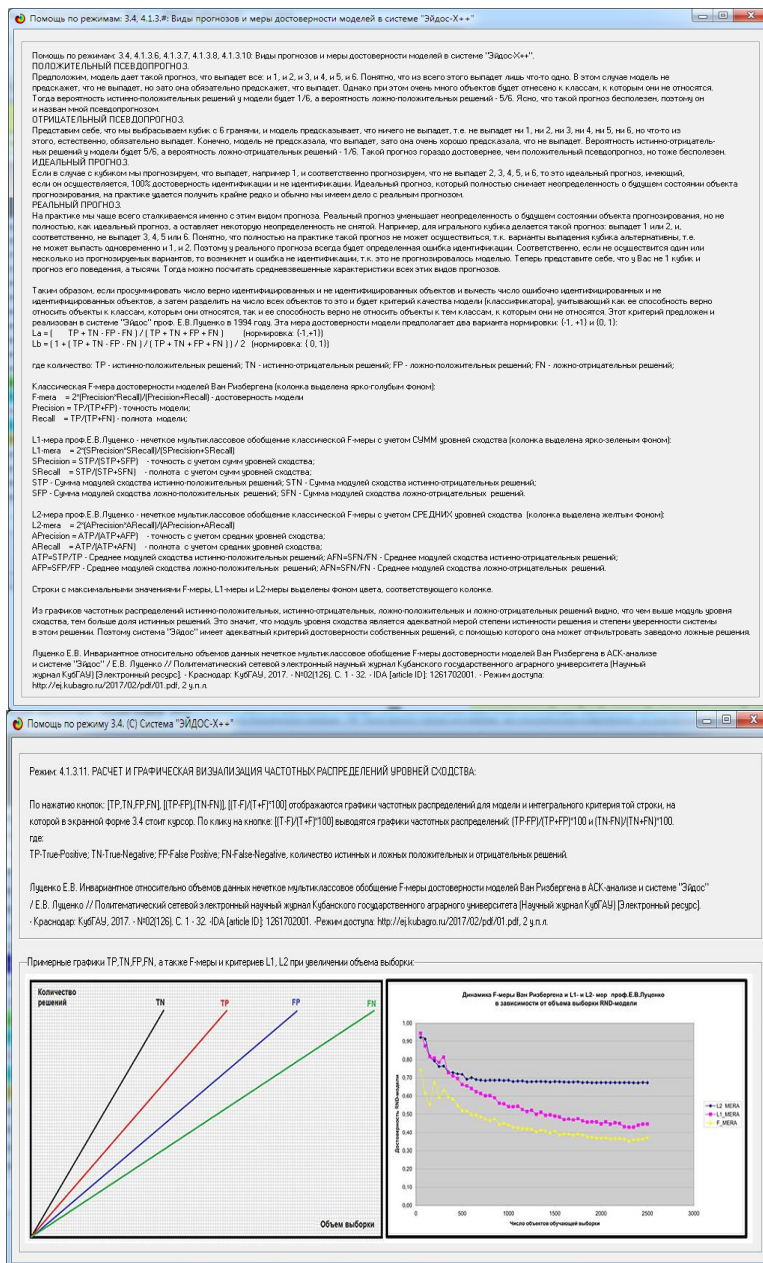 Помощь по режимам: 3.4, 4.1.3.#: Виды прогнозов и меры достоверности моделей в системе "Эйдос-Х++"
Помощь по режимам: 3.4, 4.1.3.6, 4.1.3.7, 4.1.3.8, 4.1.3.10: Виды прогнозов и меры достоверности моделей в системе "Эйдос-Х++".
ПОЛОЖИТЕЛЬНЫЙ ПСЕВДОПРОГНОЗ.
Предположим, модель дает такой прогноз, что выпадет все: и 1, и 2, и 3, и 4, и 5, и 6. Понятно, что из всего этого выпадет лишь что-то одно. В этом случае модель не
предскажет, что не выпадет, но зато она обязательно предскажет, что выпадет. Однако при этом очень много объектов будет отнесено к классам, к которым они не относятся.
Тогда вероятность истинно-положительных решений у модели будет 1/6, а вероятность ложно-положительных решений - 5/6. Ясно, что такой прогноз бесполезен, поэтому он
и назван мной псевдопрогнозом.
ОТРИЦАТЕЛЬНЫЙ ПСЕВДОПРОГНОЗ.
Представим себе, что мы выбрасываем кубик с 6 гранями, и модель предсказывает, что ничего не выпадет, т.е. не выпадет ни 1, ни 2, ни 3, ни 4, ни 5, ни 6, но что-то из
этого, естественно, обязательно выпадет. Конечно, модель не предсказала, что выпадет, зато она очень хорошо предсказала, что не выпадет. Вероятность истинно-отрицатель-
ных решений у модели будет 5/6, а вероятность ложно-отрицательных решений - 1/6. Такой прогноз гораздо достовернее, чем положительный псевдопрогноз, но тоже бесполезен.
ИДЕАЛЬНЫЙ ПРОГНОЗ.
Если в случае с кубиком мы прогнозируем, что выпадет, например 1, и соответственно прогнозируем, что не выпадет 2, 3, 4, 5, и 6, то это идеальный прогноз, имеющий,
если он осуществляется, 100% достоверность идентификации и не идентификации. Идеальный прогноз, который полностью снимает неопределенность о будущем состоянии объекта
прогнозирования, на практике удается получить крайне редко и обычно мы имеем дело с реальным прогнозом.
РЕАЛЬНЫЙ ПРОГНОЗ.
На практике мы чаще всего сталкиваемся именно с этим видом прогноза. Реальный прогноз уменьшает неопределенность о будущем состоянии объекта прогнозирования, но не
полностью, как идеальный прогноз, а оставляет некоторую неопределенность не снятой. Например, для игрального кубика делается такой прогноз: выпадет 1 или 2, и,
соответственно, не выпадет 3, 4, 5 или 6. Понятно, что полностью на практике такой прогноз не может осуществиться, т.к. варианты выпадения кубика альтернативны, т.е.
не может выпасть одновременно и 1, и 2. Поэтому у реального прогноза всегда будет определенная ошибка идентификации. Соответственно, если не осуществится один или
несколько из прогнозируемых вариантов, то возникнет и ошибка не идентификации, т.к. это не прогнозировалось моделью. Теперь представите себе, что у Вас не 1 кубик и
прогноз его поведения, а тысячи. Тогда можно посчитать средневзвешенные характеристики всех этих видов прогнозов.
Таким образом, если просуммировать число верно идентифицированных и не идентифицированных объектов и вычесть число ошибочно идентифицированных и не
идентифицированных объектов, а затем разделить на число всех объектов то это и будет критерий качества модели (классификатора), учитывающий как ее способность верно
относить объекты к классам, которым они относятся, так и ее способность верно не относить объекты к тем классам, к которым они не относятся. Этот критерий предложен и
реализован в системе "Эйдос" проф. Е.В.Луценко в 1994 году. Эта мера достоверности модели предполагает два варианта нормировки: {-1, +1} и {0, 1}:
La = ( TP + TN - FP - FN ) / ( TP + TN + FP + FN ) (нормировка: {-1,+1})
Lb = ( 1 + ( TP + TN - FP - FN ) / ( TP + TN + FP + FN ) ) / 2 (нормировка: { 0, 1})
где количество: TP - истинно-положительных решений; TN - истинно-отрицательных решений; FP - ложно-положительных решений; FN - ложно-отрицательных решений;
Классическая F-мера достоверности моделей Ван Ризбергена (колонка выделена ярко-голубым фоном):
F-mera = 2*(Precision*Recall)/(Precision+Recall) - достоверность модели
Precision = TP/(TP+FP) - точность модели;
Recall = TP/(TP+FN) - полнота модели;
L1-мера проф.Е.В.Луценко - нечеткое мультиклассовое обобщение классической F-меры с учетом СУММ уровней сходства (колонка выделена ярко-зеленым фоном):
L1-mera = 2*(SPrecision*SRecall)/(SPrecision+SRecall)
SPrecision = STP/(STP+SFP) - точность с учетом сумм уровней сходства;
SRecall = STP/(STP+SFN) - полнота с учетом сумм уровней сходства;
STP - Сумма модулей сходства истинно-положительных решений; STN - Сумма модулей сходства истинно-отрицательных решений;
SFP - Сумма модулей сходства ложно-положительных решений; SFN - Сумма модулей сходства ложно-отрицательных решений.
L2-мера проф.Е.В.Луценко - нечеткое мультиклассовое обобщение классической F-меры с учетом СРЕДНИХ уровней сходства (колонка выделена желтым фоном):
L2-mera = 2*(APrecision*ARecall)/(APrecision+ARecall)
APrecision = ATP/(ATP+AFP) - точность с учетом средних уровней сходства;
ARecall = ATP/(ATP+AFN) - полнота с учетом средних уровней сходства;
ATP=STP/TP - Среднее модулей сходства истинно-положительных решений; AFN=SFN/FN - Среднее модулей сходства истинно-отрицательных решений;
AFP=SFP/FP - Среднее модулей сходства ложно-положительных решений; AFN=SFN/FN - Среднее модулей сходства ложно-отрицательных решений.
Строки с максимальными значениями F-меры, L1-меры и L2-меры выделены фоном цвета, соответствующего колонке.
Из графиков частотных распределений истинно-положительных, истинно-отрицательных, ложно-положительных и ложно-отрицательных решений видно, что чем выше модуль уровня
сходства, тем больше доля истинных решений. Это значит, что модуль уровня сходства является адекватной мерой степени истинности решения и степени уверенности системы
в этом решении. Поэтому система "Эйдос" имеет адекватный критерий достоверности собственных решений, с помощью которого она может отфильтровать заведомо ложные решения.
Луценко Е.В. Инвариантное относительно объемов данных нечеткое мультиклассовое обобщение F-меры достоверности моделей Ван Ризбергена в АСК-анализе
и системе "Эйдос" / Е.В. Луценко // Политематический сетевой электронный научный журнал Кубанского государственного аграрного университета (Научный
журнал КубГАУ) [Электронный ресурс]. - Краснодар: КубГАУ, 2017. - №02(126). С. 1 - 32. - IDA [article ID]: 1261702001. - Режим доступа:
http://ej.kubagro.ru/2017/02/pdf/01.pdf, 2 у.п.л.
Помощь по режиму 3.4. (C) Система "ЭЙДОС-Х++"
Режим: 4.1.3.11. РАСЧЕТ И ГРАФИЧЕСКАЯ ВИЗУАЛИЗАЦИЯ ЧАСТОТНЫХ РАСПРЕДЕЛЕНИЙ УРОВНЕЙ СХОДСТВА:
По нажатию кнопок: [TP,TN,FP,FN], [(TP-FP),(TN-FN)], [(T-F)/(T+F)*100] отображаются графики частотных распределений для модели и интегрального критерия той строки, на
которой в экранной форме 3.4 стоит курсор. По клику на кнопке: [(T-F)/(T+F)*100] выводятся графики частотных распределений: (TP-FP)/(TP+FP)*100 и (TN-FN)/(TN+FN)*100.
где:
TP-True-Positive; TN-True-Negative; FP-False Positive; FN-False-Negative, количество истинных и ложных положительных и отрицательных решений.
Луценко Е.В. Инвариантное относительно объемов данных нечеткое мультиклассовое обобщение F-меры достоверности моделей Ван Ризбергена в АСК-анализе и системе "Эйдос"
/ Е.В. Луценко // Политематический сетевой электронный научный журнал Кубанского государственного аграрного университета (Научный журнал КубГАУ) [Электронный ресурс].
- Краснодар: КубГАУ, 2017. - №02(126). С. 1 - 32. -IDA [article ID]: 1261702001. -Режим доступа: http://ej.kubagro.ru/2017/02/pdf/01.pdf, 2 у.п.л.
Примерные графики TP,TN,FP,FN, а также F-меры и критериев L1, L2 при увеличении объема выборки:
Количество
решений
TN
TP
FP
FN
Объем выборки
Динамика F-меры Ван Ризбергена и L1- и L2- мер проф.Е.В.Луценко
в зависимости от объема выборки RND-модели
Достоверность RND-модели
1,00
0,90
0,80
0,70
0,60
0,50
0,40
0,30
0,20
0,10
0,00
0
500
1000
1500
2000
2500
3000
Число объектов обучающей выборки
L2_MERA
L1_MERA
F_MERA